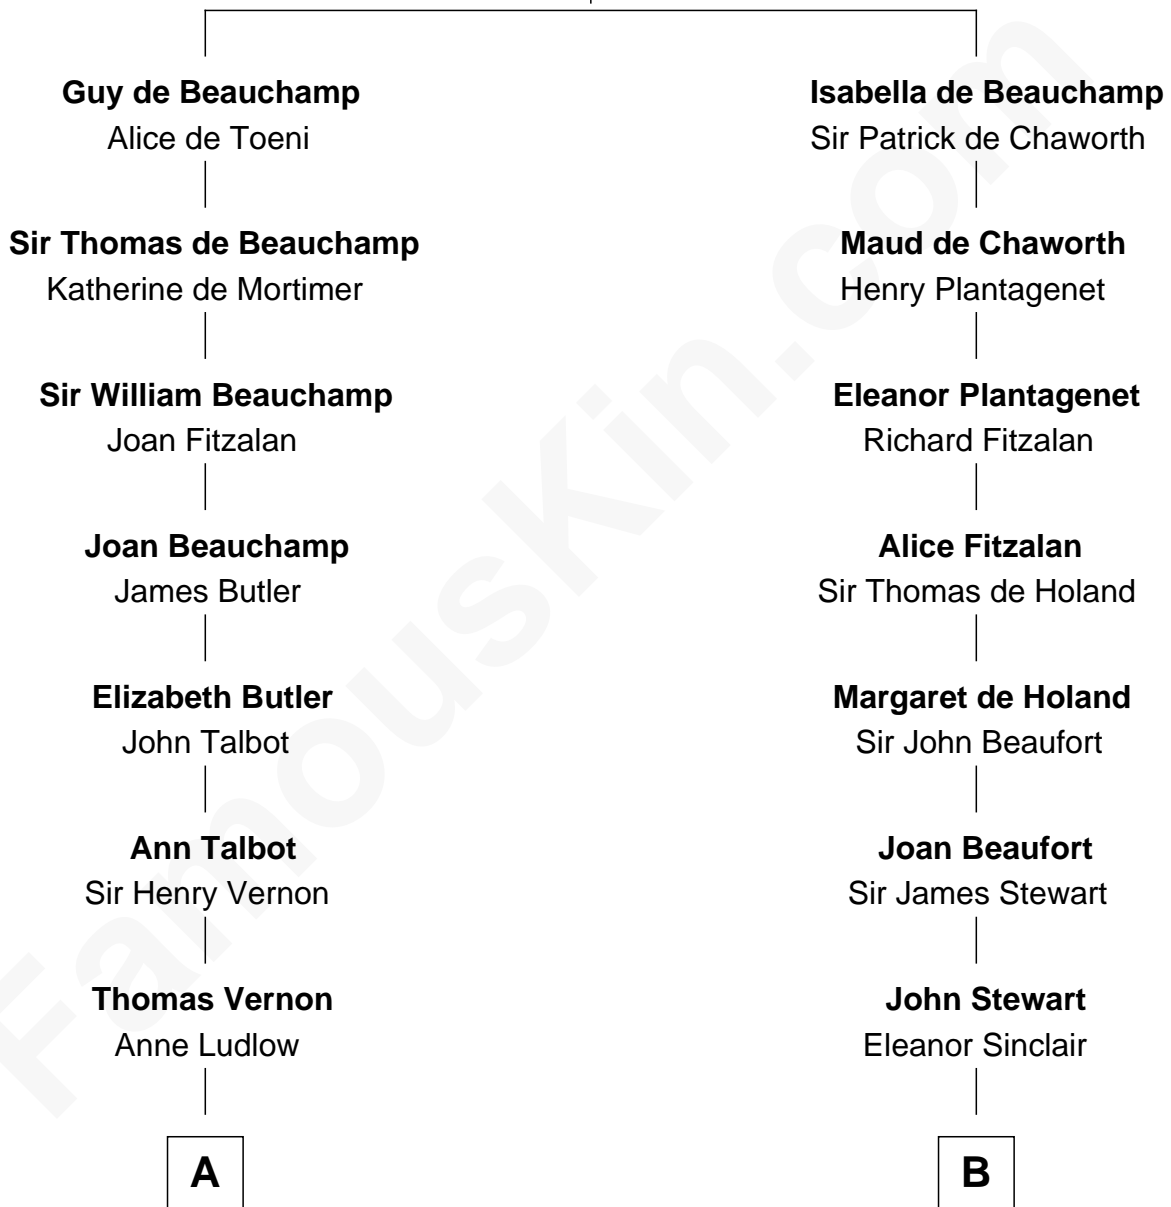 Guy de Beauchamp
Alice de Toeni
Isabella de Beauchamp
Sir Patrick de Chaworth
Sir Thomas de Beauchamp
Katherine de Mortimer
Maud de Chaworth
Henry Plantagenet
Sir William Beauchamp
Joan Fitzalan
Eleanor Plantagenet
Richard Fitzalan
Joan Beauchamp
James Butler
Alice Fitzalan
Sir Thomas de Holand
Elizabeth Butler
John Talbot
Margaret de Holand
Sir John Beaufort
Ann Talbot
Sir Henry Vernon
Joan Beaufort
Sir James Stewart
Thomas Vernon
Anne Ludlow
John Stewart
Eleanor Sinclair
A
B
FamousKin.com